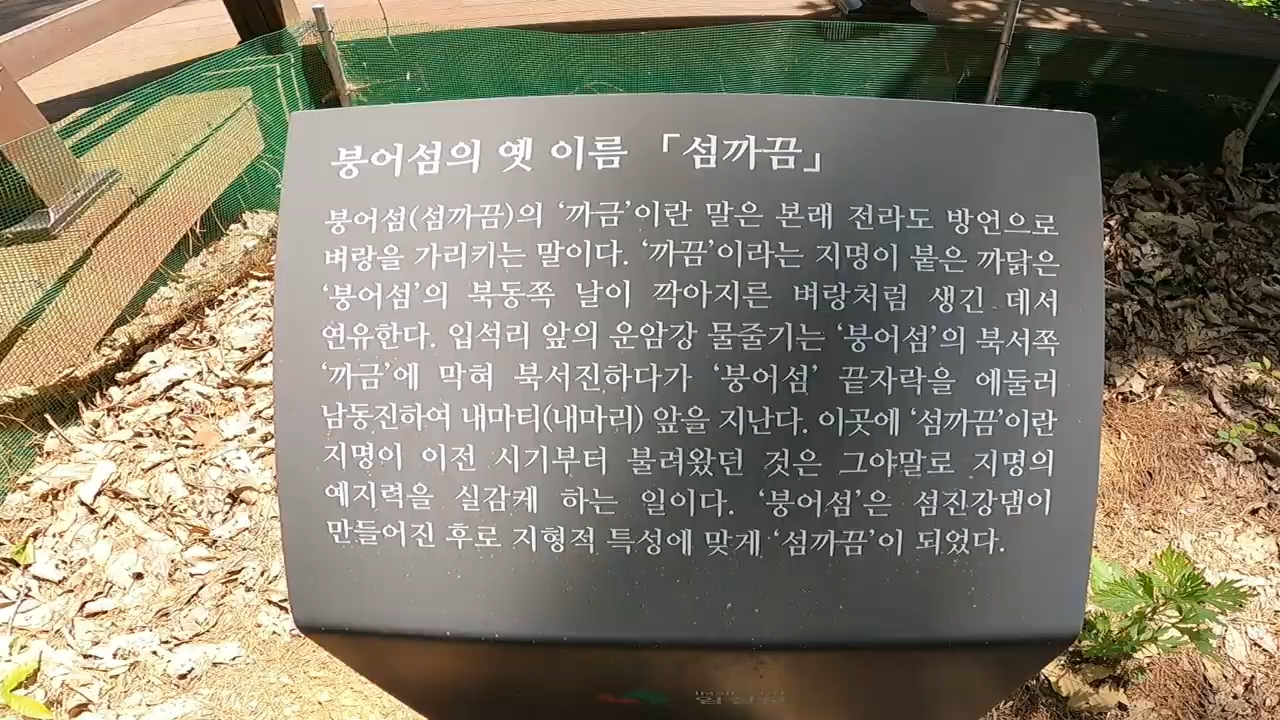 붕어섬의 옛 이름 「섬까끔」
붕어섬(섬까끔)의 ‘까금’이란 말은 본래 전라도 방언으로
벼랑을 가리키는 말이다. ‘까끔’이라는 지명이 붙은 까닭은
‘붕어섬’의 북동쪽 날이 깍아지른 벼랑처럼 생긴 데서
연유한다. 입석리 앞의 운암강 물줄기는 ‘붕어섬’의 북서쪽
‘까금’에 막혀 북서진하다가 ‘붕어섬’ 끝자락을 에둘러
남동진하여 내마티(내마리) 앞을 지난다. 이곳에 ‘섬까끔’이란
지명이 이전 시기부터 불려왔던 것은 그야말로 지명의
예지력을 실감케 하는 일이다. ‘붕어섬’은 섬진강댐이
만들어진 후로 지형적 특성에 맞게 ‘섬까끔’이 되었다.